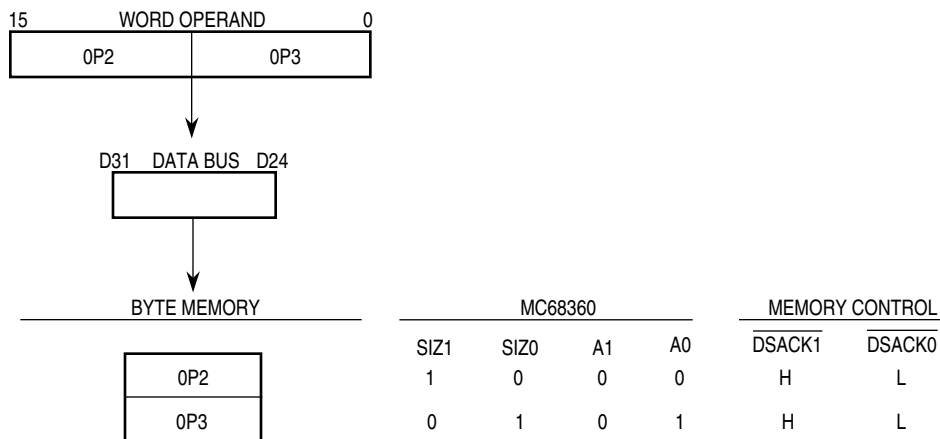 15 WORD OPERAND 0
0P2 0P3
D31 DATA BUS D24
BYTE MEMORY MC68360 MEMORY CONTROL
SIZ1 SIZ0 A1 A0 DSACK1 DSACK0
0P2 1 0 0 0 H L
0P3 0 1 0 1 H L